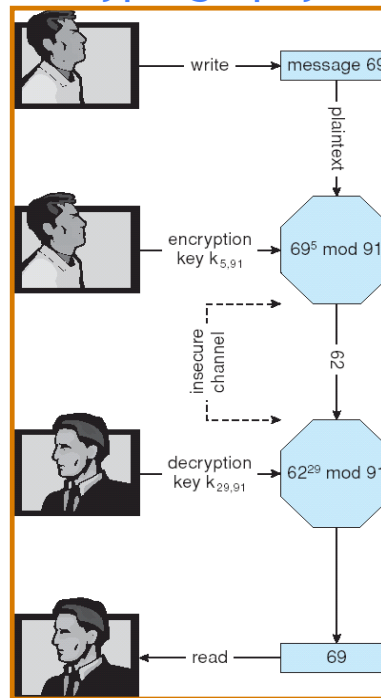 write
message 69
plaintext
encryption
key k5,91
69⁵ mod 91
insecure
channel
62
decryption
key k29,91
62²⁹ mod 91
read
69